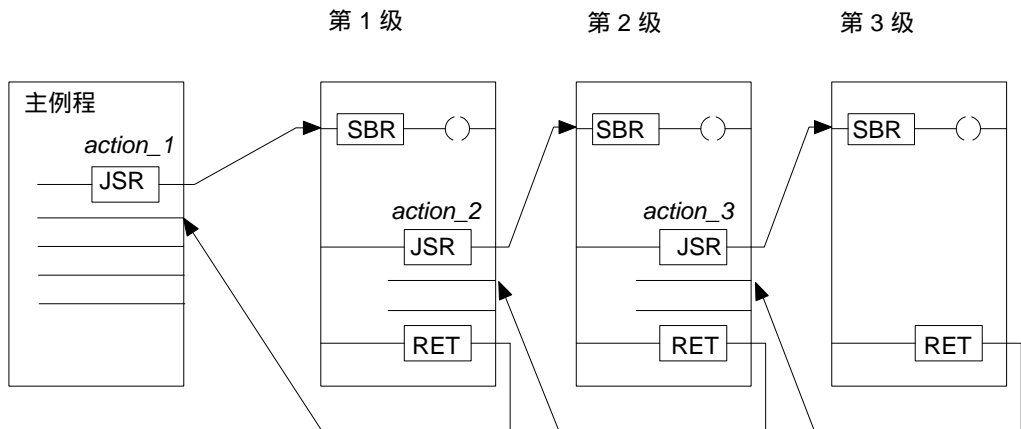 第 1 级
第 2 级
第 3 级
主例程
action_1
JSR
SBR
action_2
JSR
RET
SBR
action_3
JSR
RET
SBR
RET